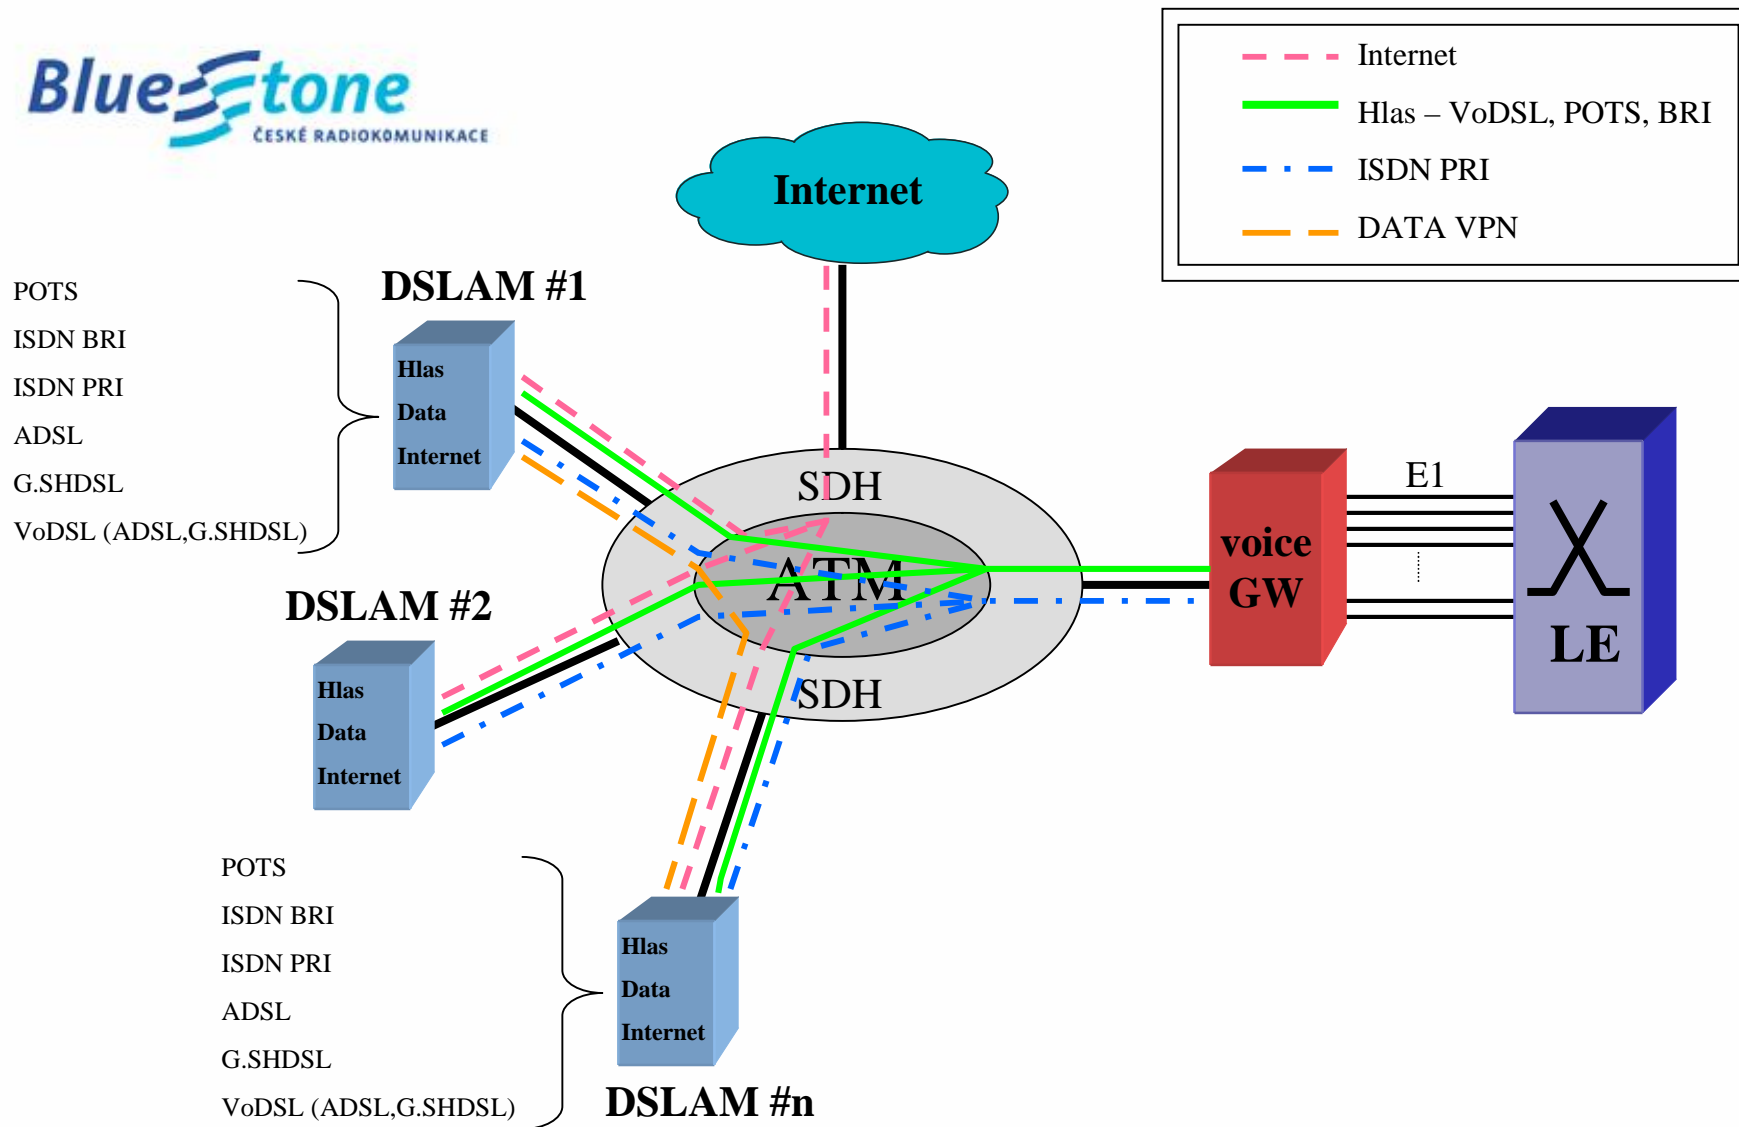 BlueStone
ČESKÉ RADIOKOMUNIKACE
Internet
Hlas – VoDSL, POTS, BRI
ISDN PRI
DATA VPN
Internet
DSLAM #1
POTS
ISDN BRI
ISDN PRI
ADSL
G.SHDSL
VoDSL (ADSL,G.SHDSL)
Hlas
Data
Internet
SDH
ATM
SDH
voice
GW
E1
LE
DSLAM #2
Hlas
Data
Internet
POTS
ISDN BRI
ISDN PRI
ADSL
G.SHDSL
VoDSL (ADSL,G.SHDSL)
Hlas
Data
Internet
DSLAM #n